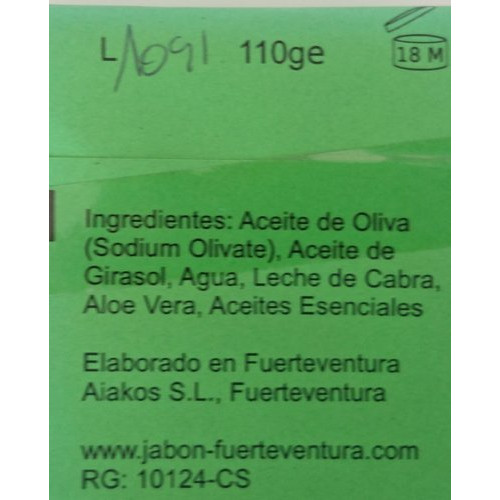 L/1091 110ge
18 M
Ingredientes: Aceite de Oliva
(Sodium Olivate), Aceite de
Girasol, Agua, Leche de Cabra,
Aloe Vera, Aceites Esenciales
Elaborado en Fuerteventura
Aiakos S.L., Fuerteventura
www.jabon-fuerteventura.com
RG: 10124-CS